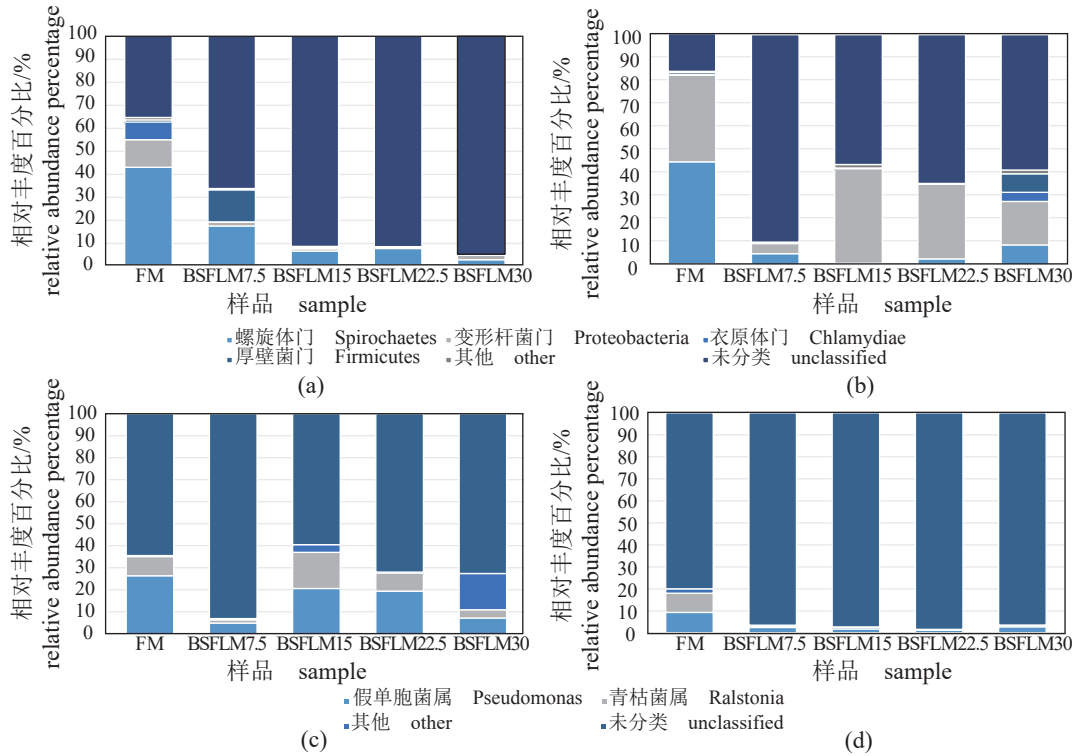 相对丰度百分比/%
relative abundance percentage
100
90
80
70
60
50
40
30
20
10
0
FM BSFLM7.5 BSFLM15 BSFLM22.5 BSFLM30
样品 sample
相对丰度百分比/%
relative abundance percentage
100
90
80
70
60
50
40
30
20
10
0
FM BSFLM7.5 BSFLM15 BSFLM22.5 BSFLM30
样品 sample
螺旋体门 Spirochaetes 变形杆菌门 Proteobacteria 衣原体门 Chlamydiae
厚壁菌门 Firmicutes 其他 other 未分类 unclassified
(a) (b)
相对丰度百分比/%
relative abundance percentage
100
90
80
70
60
50
40
30
20
10
0
FM BSFLM7.5 BSFLM15 BSFLM22.5 BSFLM30
样品 sample
相对丰度百分比/%
relative abundance percentage
100
90
80
70
60
50
40
30
20
10
0
FM BSFLM7.5 BSFLM15 BSFLM22.5 BSFLM30
样品 sample
假单胞菌属 Pseudomonas 青枯菌属 Ralstonia
其他 other 未分类 unclassified
(c) (d)